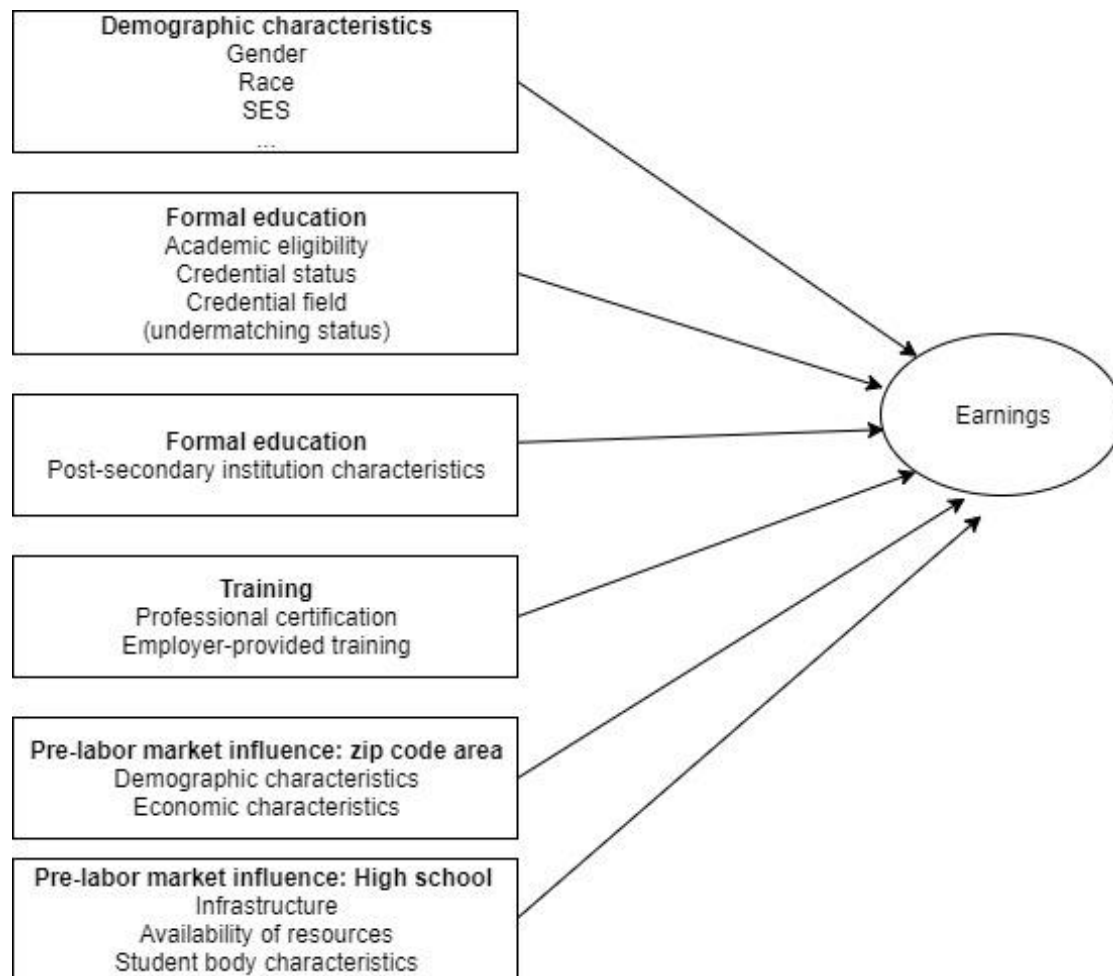 Demographic characteristics
Gender
Race
SES
...
Formal education
Academic eligibility
Credential status
Credential field
(undermatching status)
Formal education
Post-secondary institution characteristics
Training
Professional certification
Employer-provided training
Pre-labor market influence: zip code area
Demographic characteristics
Economic characteristics
Pre-labor market influence: High school
Infrastructure
Availability of resources
Student body characteristics
Earnings